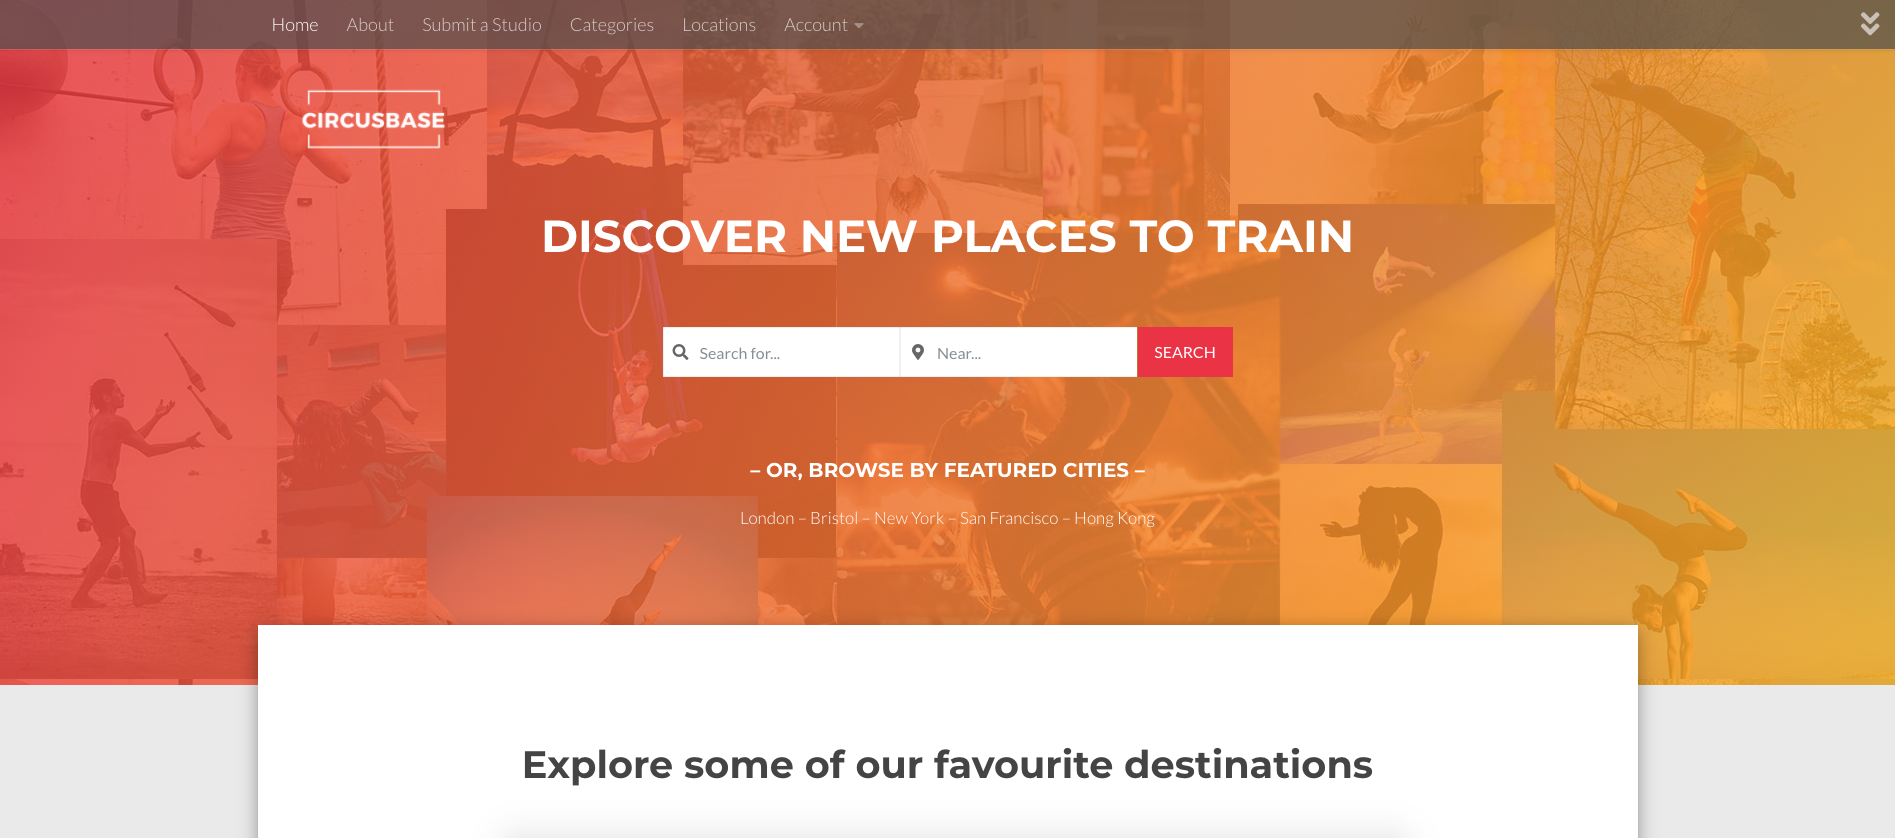 Home About Submit a Studio Categories Locations Account
CIRCUSBASE
DISCOVER NEW PLACES TO TRAIN
Search for... Near... SEARCH
– OR, BROWSE BY FEATURED CITIES –
London – Bristol – New York – San Francisco – Hong Kong
Explore some of our favourite destinations